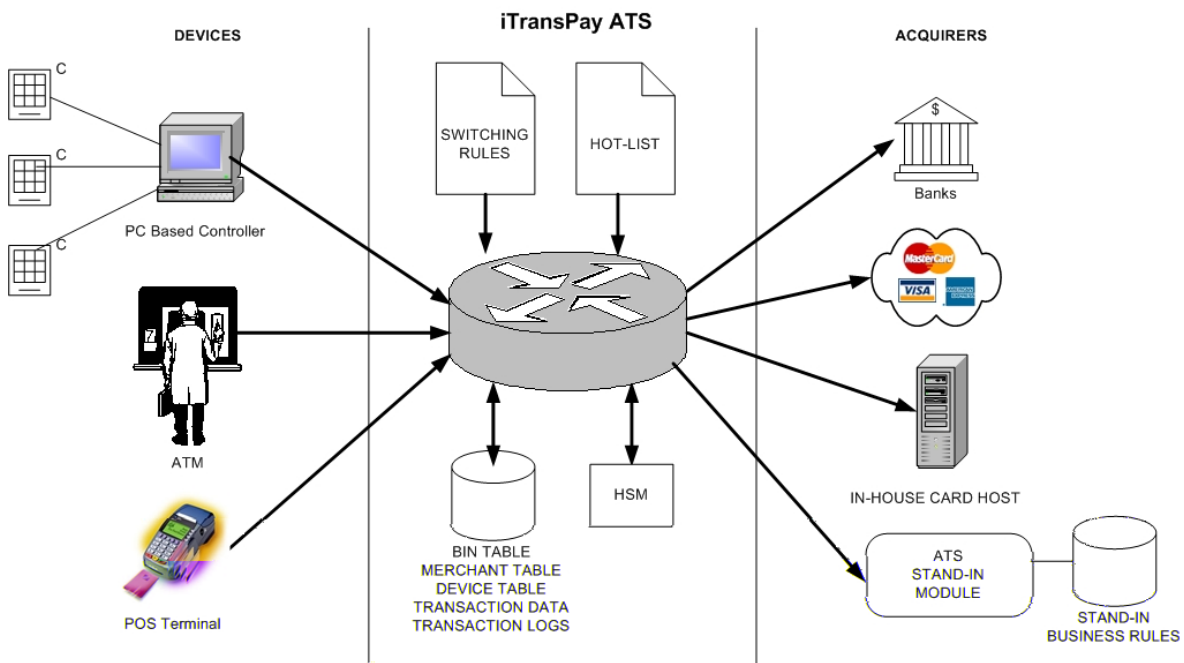 iTransPay ATS
DEVICES
ACQUIRERS
C
C
C
PC Based Controller
ATM
POS Terminal
SWITCHING
RULES
HOT-LIST
BIN TABLE
MERCHANT TABLE
DEVICE TABLE
TRANSACTION DATA
TRANSACTION LOGS
HSM
$
Banks
MasterCard
VISA
AMERICAN
EXPRESS
IN-HOUSE CARD HOST
ATS
STAND-IN
MODULE
STAND-IN
BUSINESS RULES
7